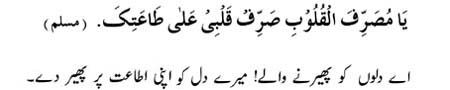 يَا مُصَرِّفَ الْقُلُوْبِ صَرِّفْ قَلْبِىْ عَلٰى طَاعَتِكَ. (مسلم)
اے دلوں کو پھیرنے والے! میرے دل کو اپنی اطاعت پر پھیر دے۔